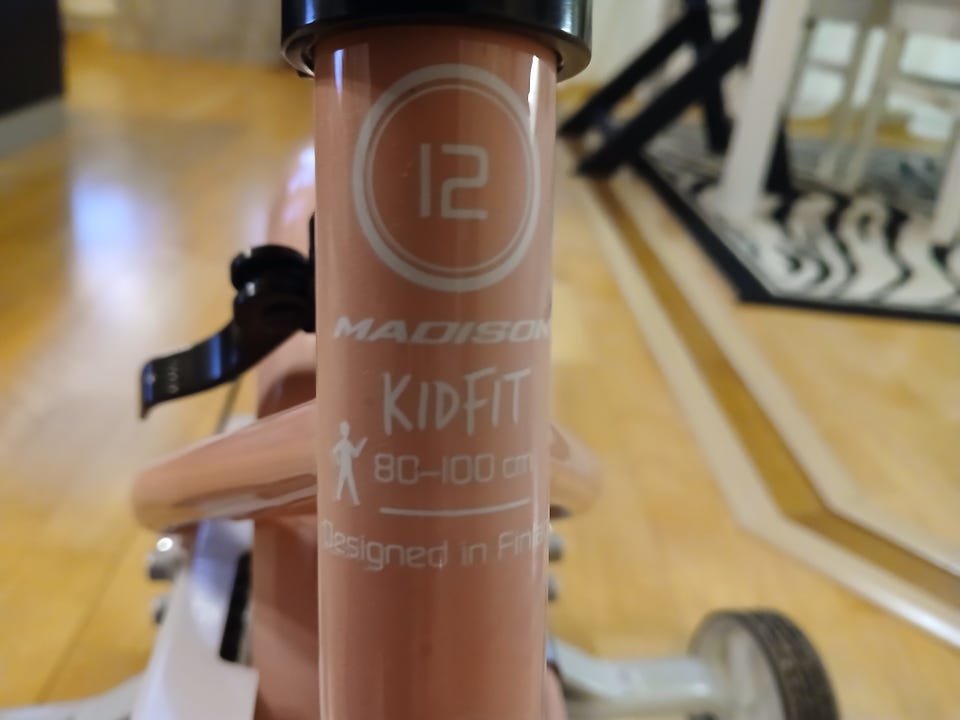 12
MADISON
KIDFIT
80-100 cm
Designed in